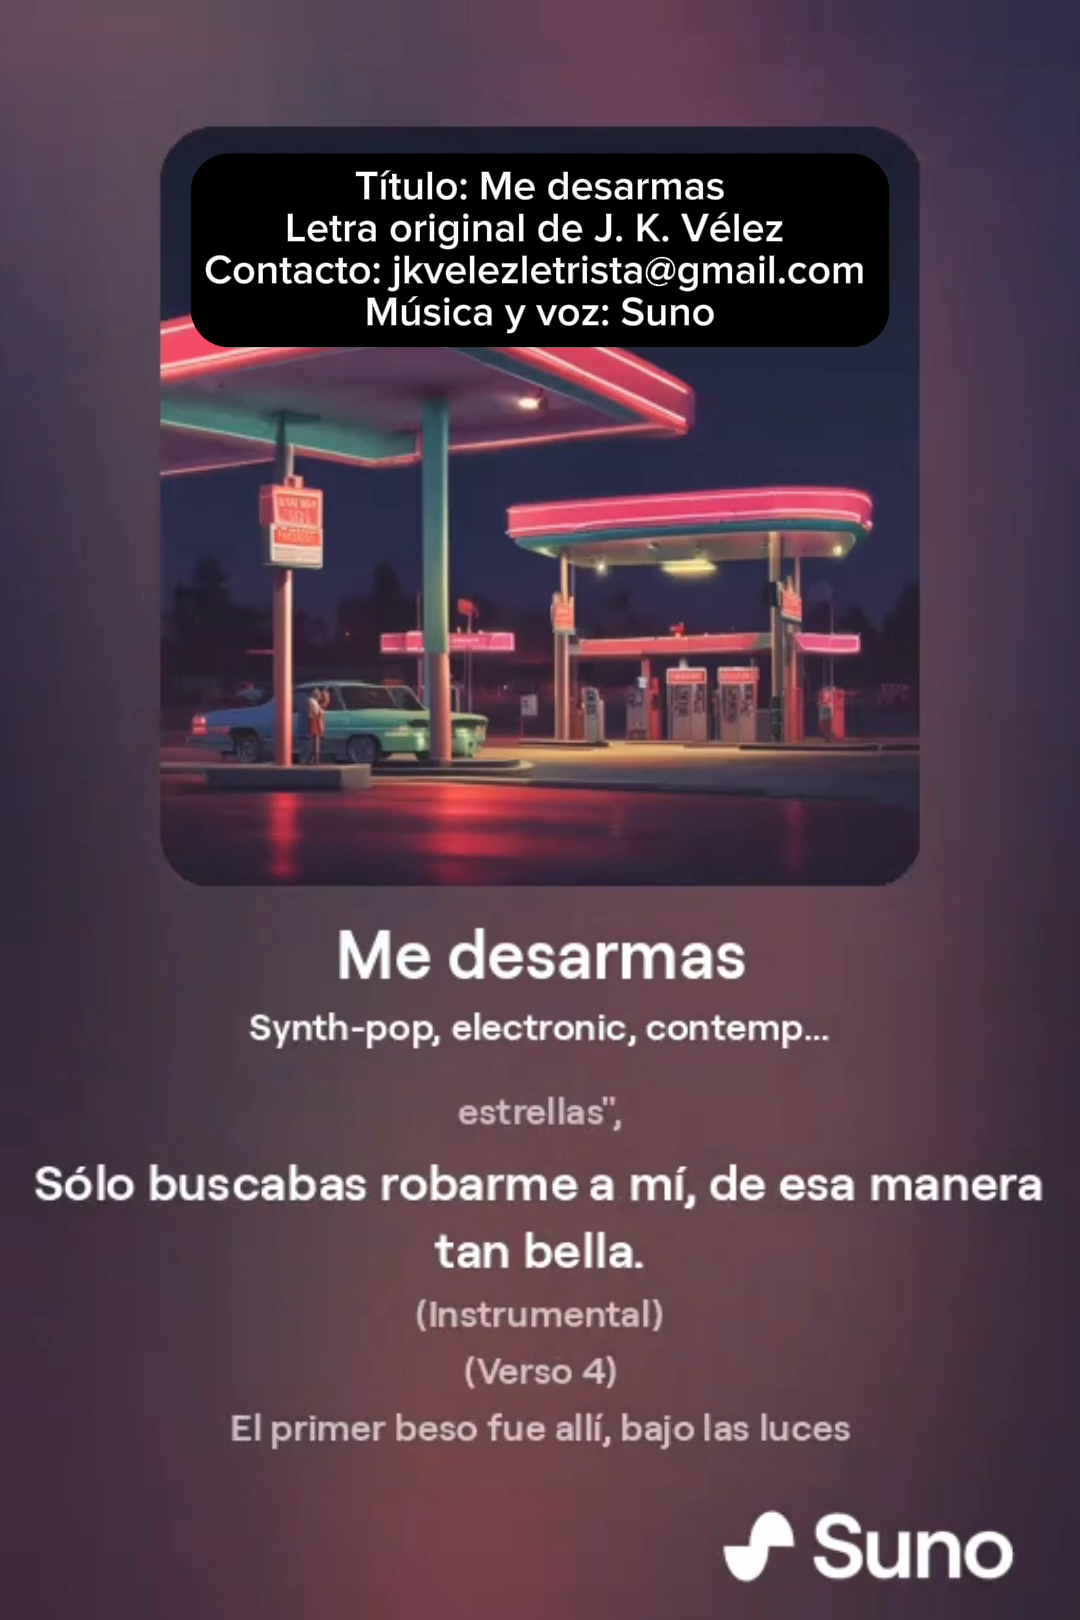 Título: Me desarmas
Letra original de J. K. Vélez
Contacto: jkvelezletrista@gmail.com
Música y voz: Suno
Me desarmas
Synth-pop, electronic, contemp...
estrellas",
Sólo buscabas robarme a mí, de esa manera
tan bella.
(Instrumental)
(Verso 4)
El primer beso fue allí, bajo las luces
Suno